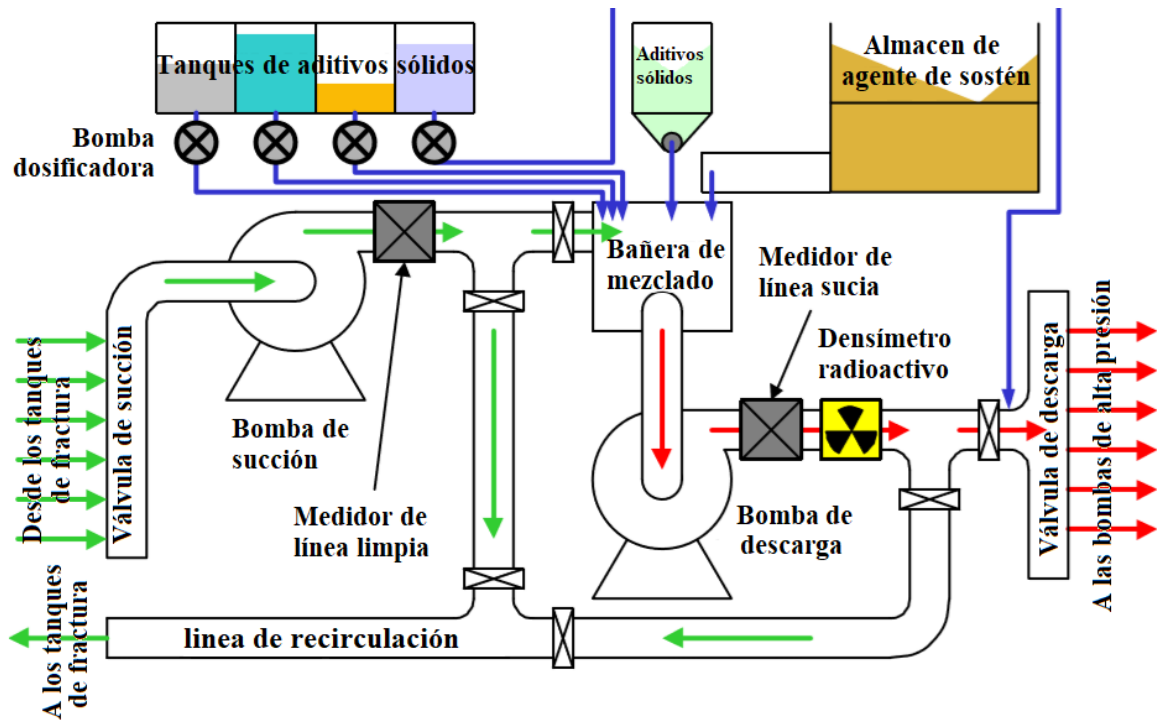 Tanques de aditivos sólidos
Bomba
dosificadora
Aditivos
sólidos
Almacen de
agente de sostén
Bañera de
mezclado
Medidor de
línea sucia
Densímetro
radioactivo
Desde los tanques
de fractura
Válvula de succión
Bomba de
succión
Medidor de
línea limpia
Bomba de
descarga
Válvula de descarga
A las bombas de alta presión
A los tanques
de fractura
linea de recirculación